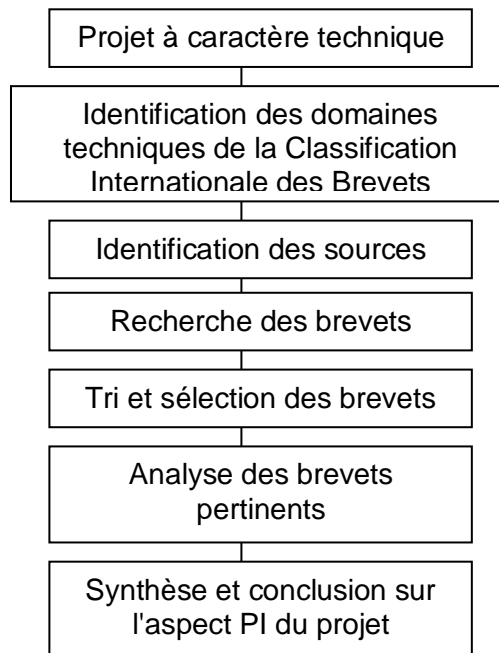 Projet à caractère technique
Identification des domaines
techniques de la Classification
Internationale des Brevets
Identification des sources
Recherche des brevets
Tri et sélection des brevets
Analyse des brevets
pertinents
Synthèse et conclusion sur
l'aspect PI du projet